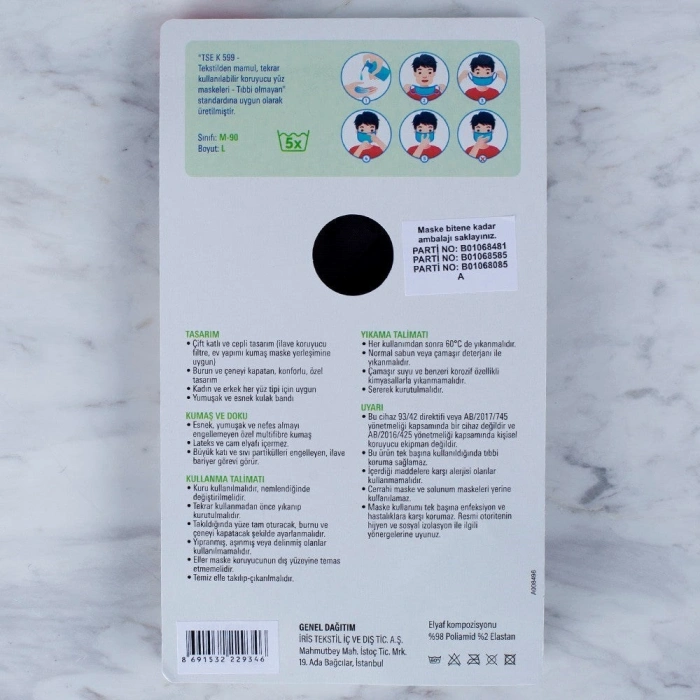 "TSE K 599 -
Tekstilden mamul, tekrar
kullanılabilir koruyucu yüz
maskeleri - Tıbbi olmayan"
standardına uygun olarak
üretilmiştir.
Sınıfı: M-90
Boyut: L
5x
1
2
3
4
5
6
Maske bitene kadar
ambalajı saklayınız.
PARTİ NO: B01068481
PARTİ NO: B01068585
PARTİ NO: B01068085
A
TASARIM
• Çift katlı ve cepli tasarım (ilave koruyucu
filtre, ev yapımı kumaş maske yerleşimine
uygun)
• Burun ve çeneyi kapatan, konforlu, özel
tasarım
• Kadın ve erkek her yüz tipi için uygun
• Yumuşak ve esnek kulak bandı
KUMAŞ VE DOKU
• Esnek, yumuşak ve nefes almayı
engellemeyen özel multifibre kumaş
• Lateks ve cam elyafı içermez.
• Büyük katı ve sıvı partikülleri engelleyen, ilave
bariyer görevi görür.
KULLANMA TALİMATI
• Kuru kullanılmalıdır, nemlendiğinde
değiştirilmelidir.
• Tekrar kullanmadan önce yıkanıp
kurutulmalıdır.
• Takıldığında yüze tam oturacak, burnu ve
çeneyi kapatacak şekilde ayarlanmalıdır.
• Yıpranmış, aşınmış veya delinmiş olanlar
kullanılmamalıdır.
• Eller maske koruyucunun dış yüzeyine temas
etmemelidir.
• Temiz elle takılıp-çıkarılmalıdır.
YIKAMA TALİMATI
• Her kullanımdan sonra 60°C de yıkanmalıdır.
• Normal sabun veya çamaşır deterjanı ile
yıkanmalıdır.
• Çamaşır suyu ve benzeri korozif özellikli
kimyasallarla yıkanmamalıdır.
• Sererek kurutulmalıdır.
UYARI
• Bu cihaz 93/42 direktifi veya AB/2017/745
yönetmeliği kapsamında bir cihaz değildir ve
AB/2016/425 yönetmeliği kapsamında kişisel
koruyucu ekipman değildir.
• Bu ürün tek başına kullanıldığında tıbbi
koruma sağlamaz.
• İçerdiği maddelere karşı alerjisi olanlar
kullanmamalıdır.
• Cerrahi maske ve solunum maskeleri yerine
kullanılamaz.
• Maske kullanımı tek başına enfeksiyon ve
hastalıklara karşı korumaz. Resmi otoritenin
hijyen ve sosyal izolasyon ile ilgili
yönergelerine uyunuz.
A008496
8 691532 229346
GENEL DAĞITIM
İRİS TEKSTİL İÇ VE DIŞ TİC. A.Ş.
Mahmutbey Mah. İstoç Tic. Mrk.
19. Ada Bağcılar, İstanbul
Elyaf kompozisyonu
%98 Poliamid %2 Elastan